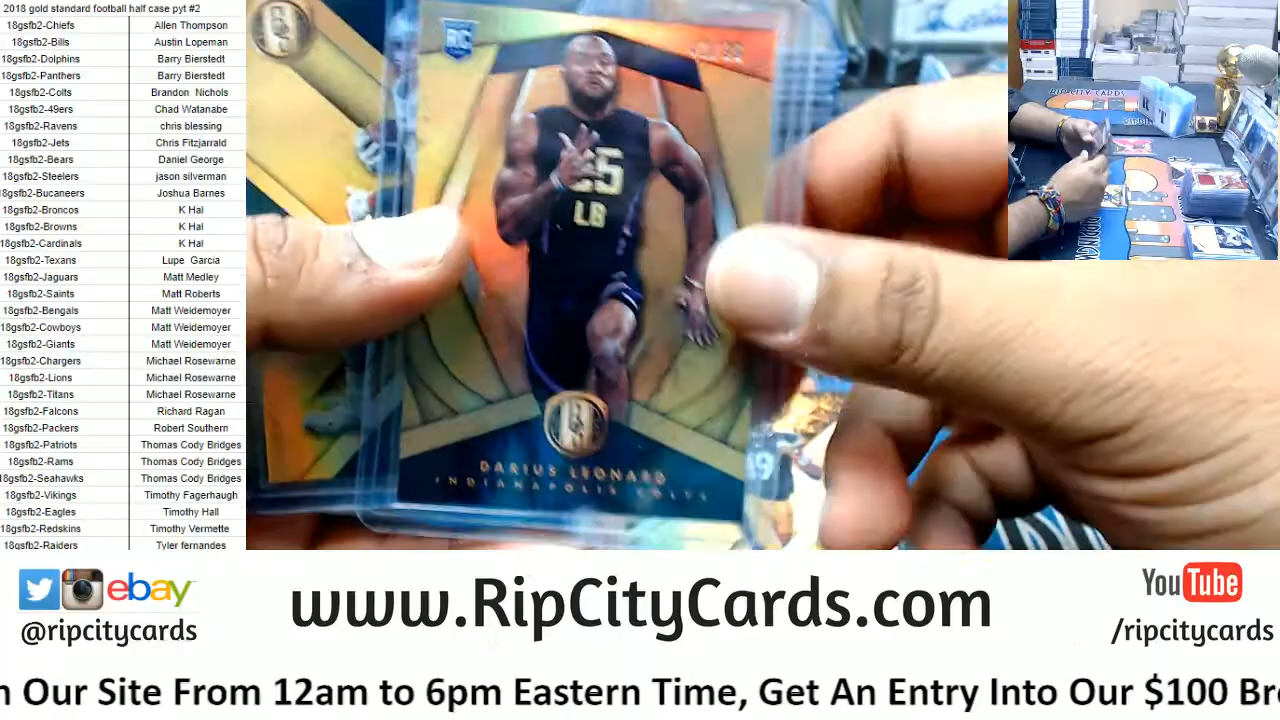 2018 gold standard football half case pyt #2
18gsfb2-Chiefs Allen Thompson
18gsfb2-Bills Austin Lopeman
18gsfb2-Dolphins Barry Bierstedt
18gsfb2-Panthers Barry Bierstedt
18gsfb2-Colts Brandon Nichols
18gsfb2-49ers Chad Watanabe
18gsfb2-Ravens chris blessing
18gsfb2-Jets Chris Fitzjarrald
18gsfb2-Bears Daniel George
18gsfb2-Steelers jason silverman
18gsfb2-Bucaneers Joshua Barnes
18gsfb2-Broncos K Hal
18gsfb2-Browns K Hal
18gsfb2-Cardinals K Hal
18gsfb2-Texans Lupe Garcia
18gsfb2-Jaguars Matt Medley
18gsfb2-Saints Matt Roberts
18gsfb2-Bengals Matt Weidemoyer
18gsfb2-Cowboys Matt Weidemoyer
18gsfb2-Giants Matt Weidemoyer
18gsfb2-Chargers Michael Rosewarne
18gsfb2-Lions Michael Rosewarne
18gsfb2-Titans Michael Rosewarne
18gsfb2-Falcons Richard Ragan
18gsfb2-Packers Robert Southern
18gsfb2-Patriots Thomas Cody Bridges
18gsfb2-Rams Thomas Cody Bridges
18gsfb2-Seahawks Thomas Cody Bridges
18gsfb2-Vikings Timothy Fagerhaugh
18gsfb2-Eagles Timothy Hall
18gsfb2-Redskins Timothy Vermette
18gsfb2-Raiders Tyler fernandes
RC
LB
DARIUS LEONARD
INDIANAPOLIS COLTS
RIP CITY CARDS
ebay
@ripcitycards
www.RipCityCards.com
YouTube
/ripcitycards
n Our Site From 12am to 6pm Eastern Time, Get An Entry Into Our $100 Br